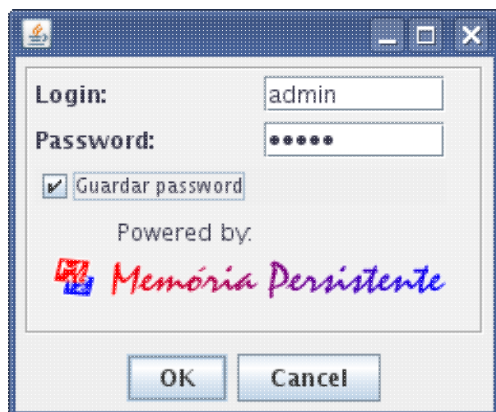 Login: admin
Password: •••••
Guardar password
Powered by:
Memória Persistente
OK Cancel